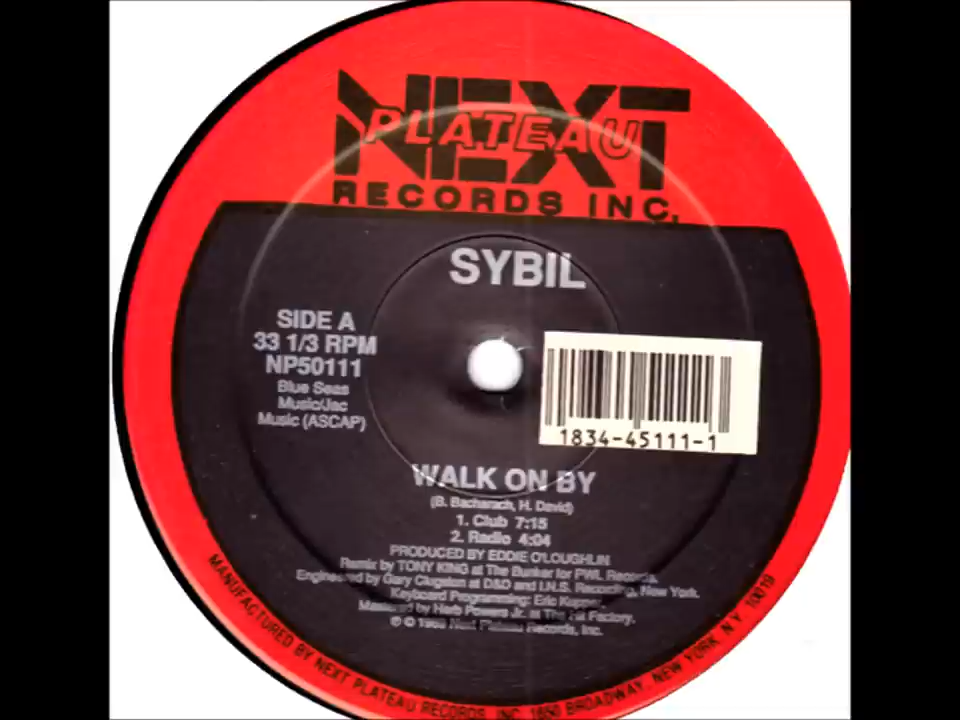 NEXT
PLATEAU
RECORDS INC.
SYBIL
SIDE A
33 1/3 RPM
NP50111
Blue Seas
Music/Jac
Music (ASCAP)
1834-45111-1
WALK ON BY
(B. Bacharach, H. David)
1. Club 7:15
2. Radio 4:04
PRODUCED BY EDDIE O'LOUGHLIN
Remix by TONY KING at The Bunker for PWL Records.
Engineered by Gary Clugston at D&D and I.N.S. Recording, New York.
Keyboard Programming: Eric Kupper
Mastered by Herb Powers Jr. at The Hit Factory.
℗ © Next Plateau Records, Inc.
MANUFACTURED BY NEXT PLATEAU RECORDS, INC. 1650 BROADWAY, NEW YORK, N.Y. 10019